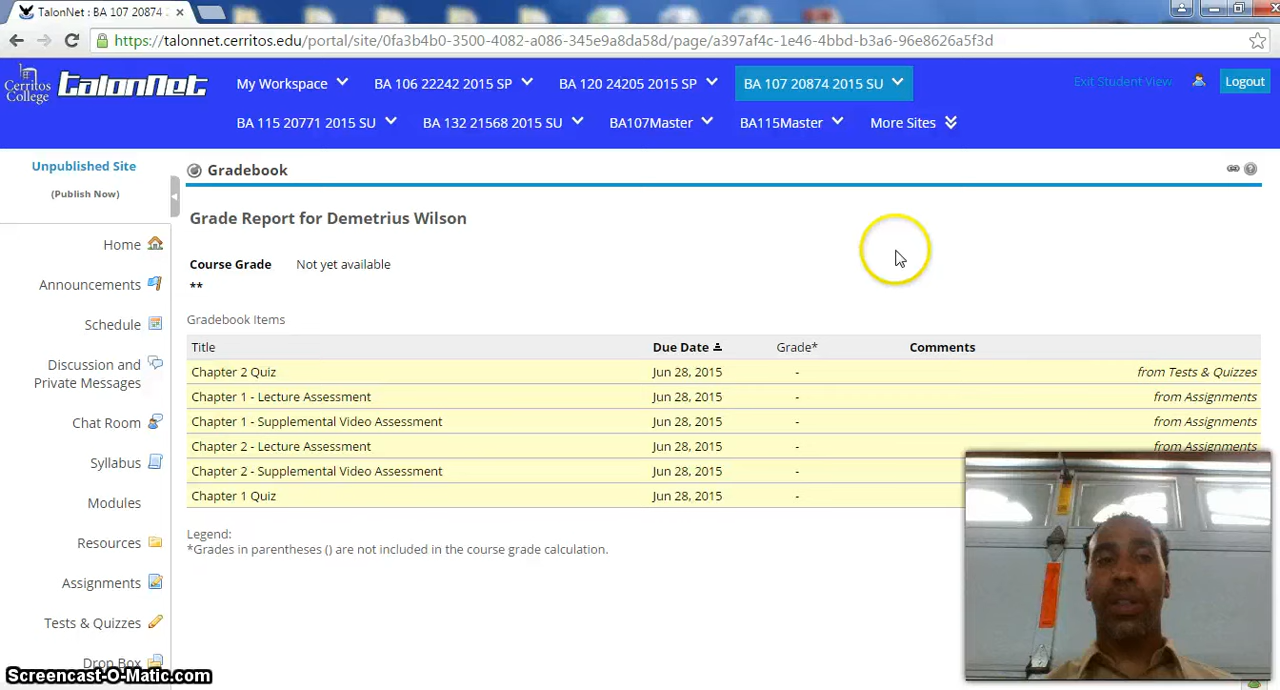 TalonNet : BA 107 20874
https://talonnet.cerritos.edu/portal/site/0fa3b4b0-3500-4082-a086-345e9a8da58d/page/a397af4c-1e46-4bbd-b3a6-96e8626a5f3d
Cerritos College talonNet
My Workspace BA 106 22242 2015 SP BA 120 24205 2015 SP BA 107 20874 2015 SU Exit Student View Logout
BA 115 20771 2015 SU BA 132 21568 2015 SU BA107Master BA115Master More Sites
Unpublished Site
(Publish Now)
Home
Announcements
Schedule
Discussion and
Private Messages
Chat Room
Syllabus
Modules
Resources
Assignments
Tests & Quizzes
Drop Box
Gradebook
Grade Report for Demetrius Wilson
Course Grade Not yet available
**
Gradebook Items
Title Due Date Grade* Comments
Chapter 2 Quiz Jun 28, 2015 - from Tests & Quizzes
Chapter 1 - Lecture Assessment Jun 28, 2015 - from Assignments
Chapter 1 - Supplemental Video Assessment Jun 28, 2015 - from Assignments
Chapter 2 - Lecture Assessment Jun 28, 2015 - from Assignments
Chapter 2 - Supplemental Video Assessment Jun 28, 2015 -
Chapter 1 Quiz Jun 28, 2015 -
Legend:
*Grades in parentheses () are not included in the course grade calculation.
Screencast-O-Matic.com